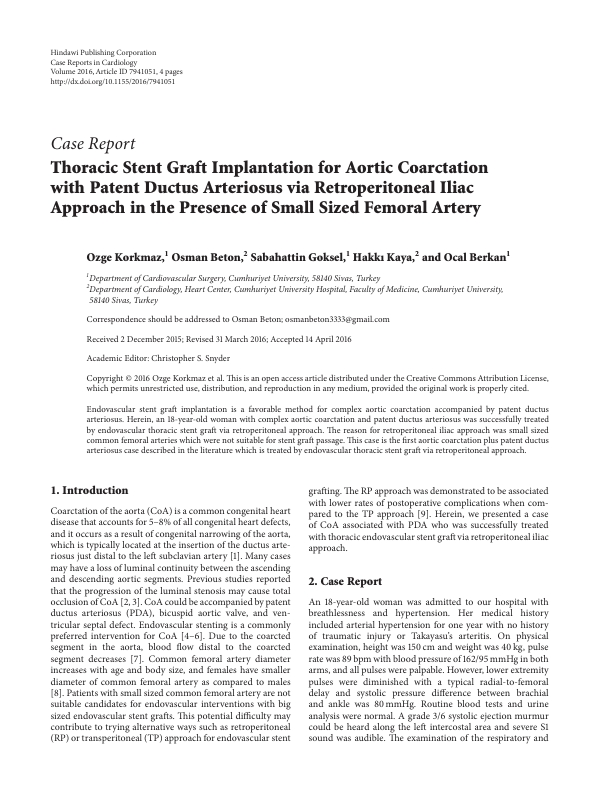 Hindawi Publishing Corporation
Case Reports in Cardiology
Volume 2016, Article ID 7941051, 4 pages
http://dx.doi.org/10.1155/2016/7941051
Case Report
Thoracic Stent Graft Implantation for Aortic Coarctation
with Patent Ductus Arteriosus via Retroperitoneal Iliac
Approach in the Presence of Small Sized Femoral Artery
Ozge Korkmaz,1 Osman Beton,2 Sabahattin Goksel,1 Hakkı Kaya,2 and Ocal Berkan1
1Department of Cardiovascular Surgery, Cumhuriyet University, 58140 Sivas, Turkey
2Department of Cardiology, Heart Center, Cumhuriyet University Hospital, Faculty of Medicine, Cumhuriyet University,
58140 Sivas, Turkey
Correspondence should be addressed to Osman Beton; osmanbeton3333@gmail.com
Received 2 December 2015; Revised 31 March 2016; Accepted 14 April 2016
Academic Editor: Christopher S. Snyder
Copyright © 2016 Ozge Korkmaz et al. This is an open access article distributed under the Creative Commons Attribution License,
which permits unrestricted use, distribution, and reproduction in any medium, provided the original work is properly cited.
Endovascular stent graft implantation is a favorable method for complex aortic coarctation accompanied by patent ductus
arteriosus. Herein, an 18-year-old woman with complex aortic coarctation and patent ductus arteriosus was successfully treated
by endovascular thoracic stent graft via retroperitoneal approach. The reason for retroperitoneal iliac approach was small sized
common femoral arteries which were not suitable for stent graft passage. This case is the first aortic coarctation plus patent ductus
arteriosus case described in the literature which is treated by endovascular thoracic stent graft via retroperitoneal approach.
1. Introduction
Coarctation of the aorta (CoA) is a common congenital heart
disease that accounts for 5–8% of all congenital heart defects,
and it occurs as a result of congenital narrowing of the aorta,
which is typically located at the insertion of the ductus arte-
riosus just distal to the left subclavian artery [1]. Many cases
may have a loss of luminal continuity between the ascending
and descending aortic segments. Previous studies reported
that the progression of the luminal stenosis may cause total
occlusion of CoA [2, 3]. CoA could be accompanied by patent
ductus arteriosus (PDA), bicuspid aortic valve, and ven-
tricular septal defect. Endovascular stenting is a commonly
preferred intervention for CoA [4–6]. Due to the coarcted
segment in the aorta, blood flow distal to the coarcted
segment decreases [7]. Common femoral artery diameter
increases with age and body size, and females have smaller
diameter of common femoral artery as compared to males
[8]. Patients with small sized common femoral artery are not
suitable candidates for endovascular interventions with big
sized endovascular stent grafts. This potential difficulty may
contribute to trying alternative ways such as retroperitoneal
(RP) or transperitoneal (TP) approach for endovascular stent
grafting. The RP approach was demonstrated to be associated
with lower rates of postoperative complications when com-
pared to the TP approach [9]. Herein, we presented a case
of CoA associated with PDA who was successfully treated
with thoracic endovascular stent graft via retroperitoneal iliac
approach.
2. Case Report
An 18-year-old woman was admitted to our hospital with
breathlessness and hypertension. Her medical history
included arterial hypertension for one year with no history
of traumatic injury or Takayasu's arteritis. On physical
examination, height was 150 cm and weight was 40 kg, pulse
rate was 89 bpm with blood pressure of 162/95 mmHg in both
arms, and all pulses were palpable. However, lower extremity
pulses were diminished with a typical radial-to-femoral
delay and systolic pressure difference between brachial
and ankle was 80 mmHg. Routine blood tests and urine
analysis were normal. A grade 3/6 systolic ejection murmur
could be heard along the left intercostal area and severe S1
sound was audible. The examination of the respiratory and